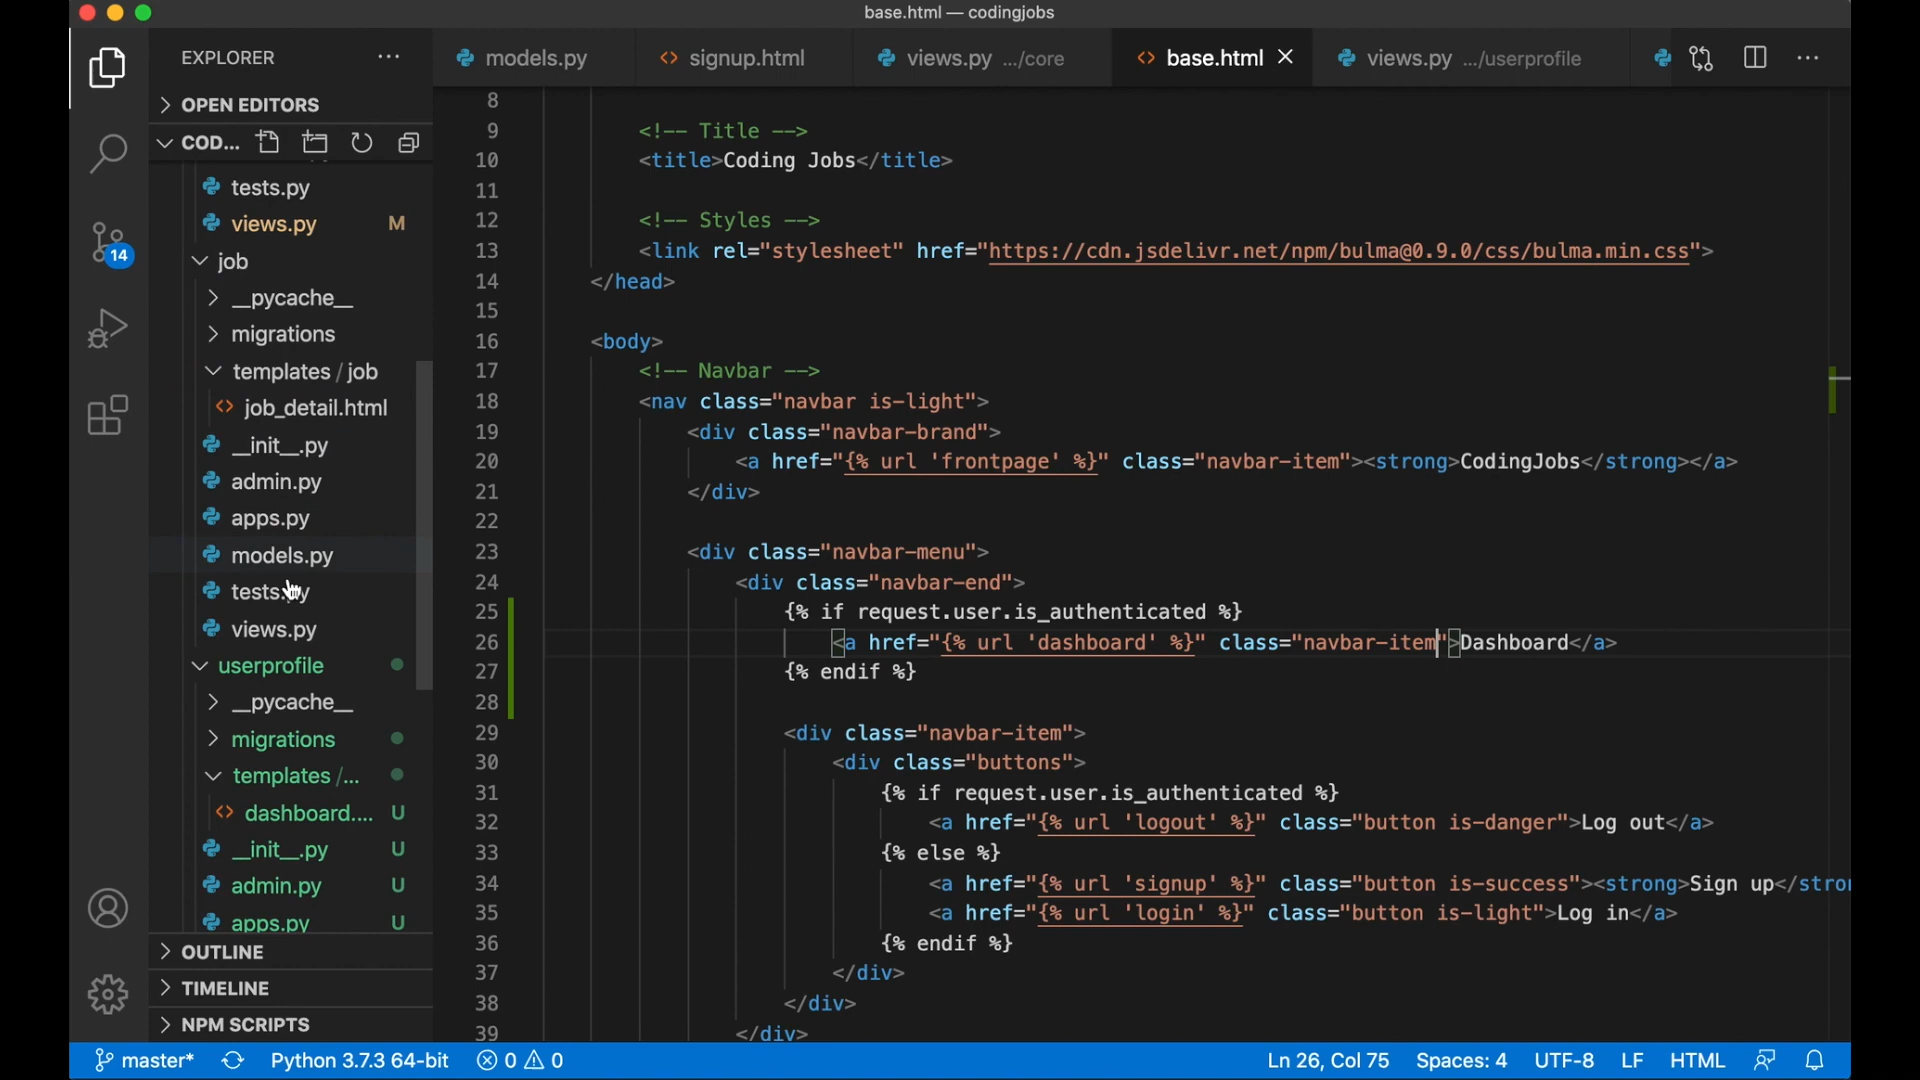 base.html — codingjobs
EXPLORER
models.py
signup.html
views.py .../core
base.html
views.py .../userprofile
OPEN EDITORS
COD...
tests.py
views.py M
job
__pycache__
migrations
templates / job
job_detail.html
__init__.py
admin.py
apps.py
models.py
tests.py
views.py
userprofile
__pycache__
migrations
templates /...
dashboard.... U
__init__.py U
admin.py U
apps.py U
OUTLINE
TIMELINE
NPM SCRIPTS
14
8
9 <!-- Title -->
10 <title>Coding Jobs</title>
11
12 <!-- Styles -->
13 <link rel="stylesheet" href="https://cdn.jsdelivr.net/npm/bulma@0.9.0/css/bulma.min.css">
14 </head>
15
16 <body>
17 <!-- Navbar -->
18 <nav class="navbar is-light">
19 <div class="navbar-brand">
20 <a href="{% url 'frontpage' %}" class="navbar-item"><strong>CodingJobs</strong></a>
21 </div>
22
23 <div class="navbar-menu">
24 <div class="navbar-end">
25 {% if request.user.is_authenticated %}
26 <a href="{% url 'dashboard' %}" class="navbar-item">Dashboard</a>
27 {% endif %}
28
29 <div class="navbar-item">
30 <div class="buttons">
31 {% if request.user.is_authenticated %}
32 <a href="{% url 'logout' %}" class="button is-danger">Log out</a>
33 {% else %}
34 <a href="{% url 'signup' %}" class="button is-success"><strong>Sign up</stro
35 <a href="{% url 'login' %}" class="button is-light">Log in</a>
36 {% endif %}
37 </div>
38 </div>
39 </div>
master* Python 3.7.3 64-bit 0 0 Ln 26, Col 75 Spaces: 4 UTF-8 LF HTML